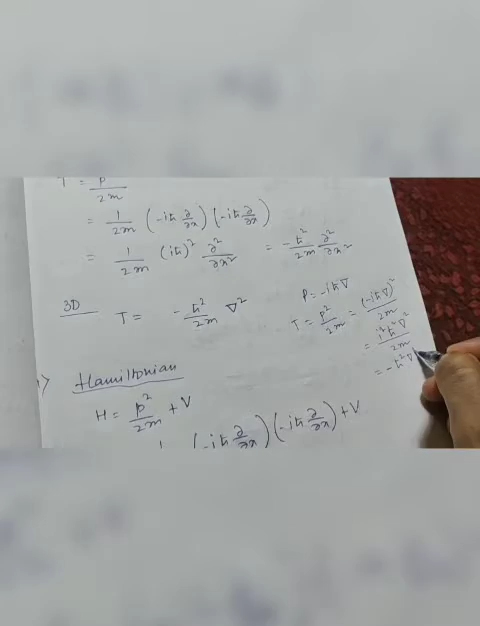 T = p²/2m
= 1/2m (-iħ ∂/∂x) (-iħ ∂/∂x)
= 1/2m (iħ)² ∂²/∂x² = -ħ²/2m ∂²/∂x²
3D T = -ħ²/2m ∇²
P = -iħ∇
T = p²/2m = (-iħ∇)²/2m
= i²ħ²∇²/2m
= -ħ²∇
Hamiltonian
H = p²/2m + V
(-iħ ∂/∂x) (-iħ ∂/∂x) + V